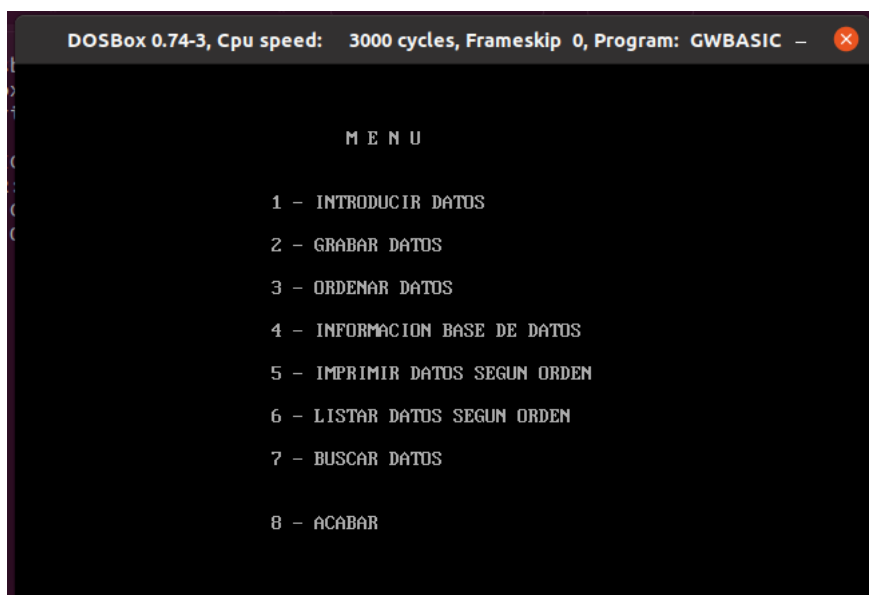 DOSBox 0.74-3, Cpu speed: 3000 cycles, Frameskip 0, Program: GWBASIC
M E N U
1 - INTRODUCIR DATOS
2 - GRABAR DATOS
3 - ORDENAR DATOS
4 - INFORMACION BASE DE DATOS
5 - IMPRIMIR DATOS SEGUN ORDEN
6 - LISTAR DATOS SEGUN ORDEN
7 - BUSCAR DATOS
8 - ACABAR